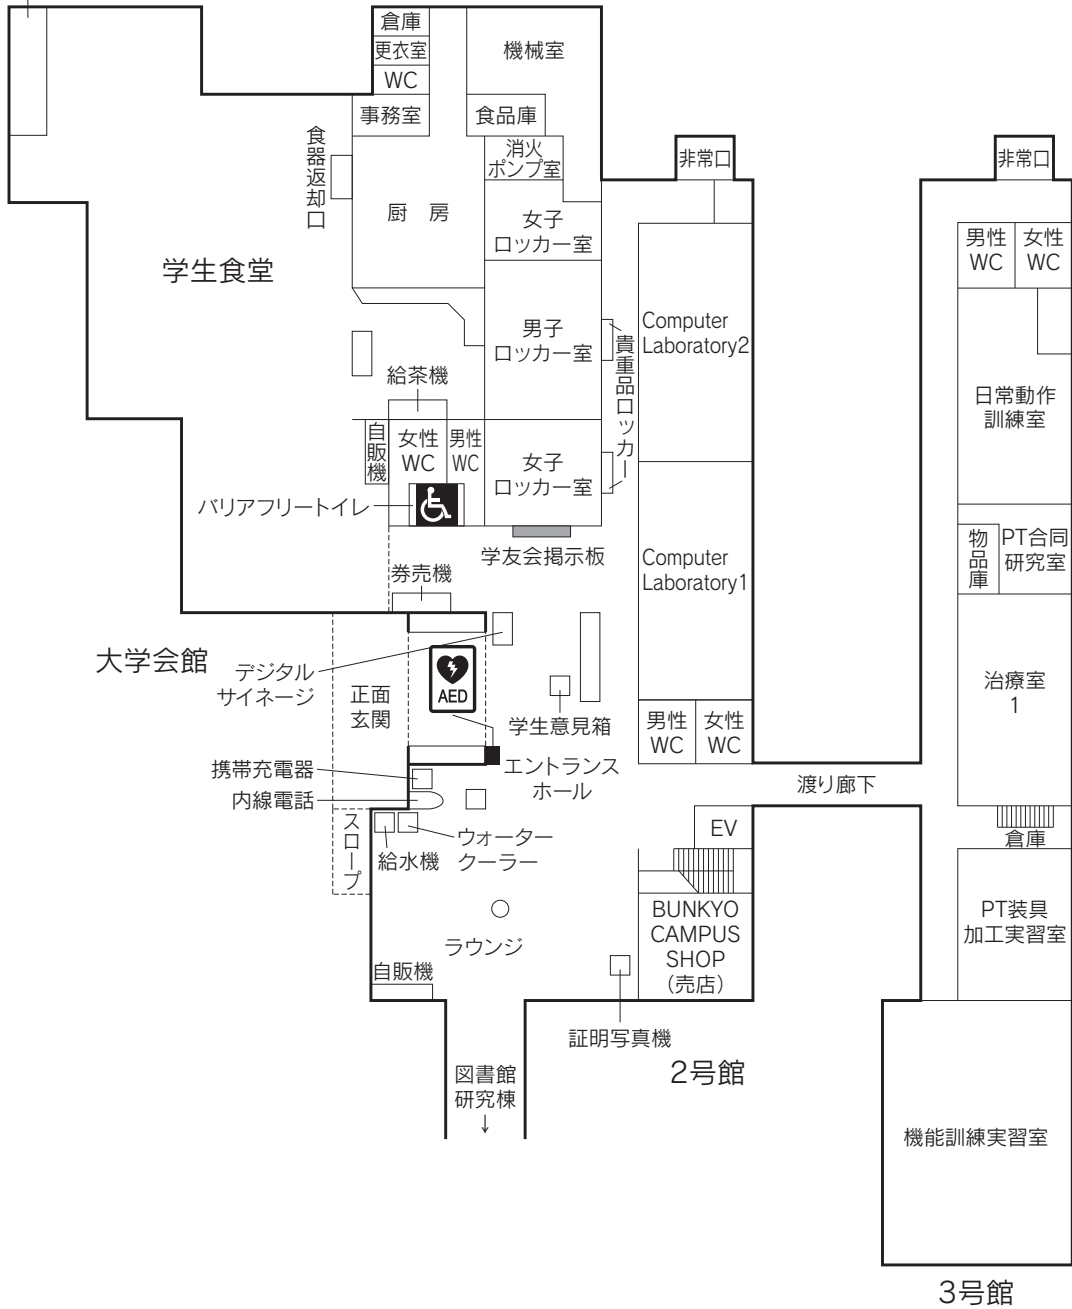 倉庫
更衣室
WC
事務室
機械室
食品庫
消火
ポンプ室
食器返却口
厨 房
女子
ロッカー室
学生食堂
男子
ロッカー室
貴重品ロッカー
給茶機
自販機
女性
WC
男性
WC
女子
ロッカー室
バリアフリートイレ
学友会掲示板
券売機
非常口
Computer
Laboratory2
Computer
Laboratory1
男性
WC
女性
WC
大学会館
デジタル
サイネージ
正面
玄関
AED
学生意見箱
エントランス
ホール
携帯充電器
内線電話
スロープ
給水機
ウォーター
クーラー
ラウンジ
自販機
EV
BUNKYO
CAMPUS
SHOP
(売店)
証明写真機
2号館
図書館
研究棟
↓
渡り廊下
非常口
男性
WC
女性
WC
日常動作
訓練室
物品庫
PT合同
研究室
治療室
1
倉庫
PT装具
加工実習室
機能訓練実習室
3号館